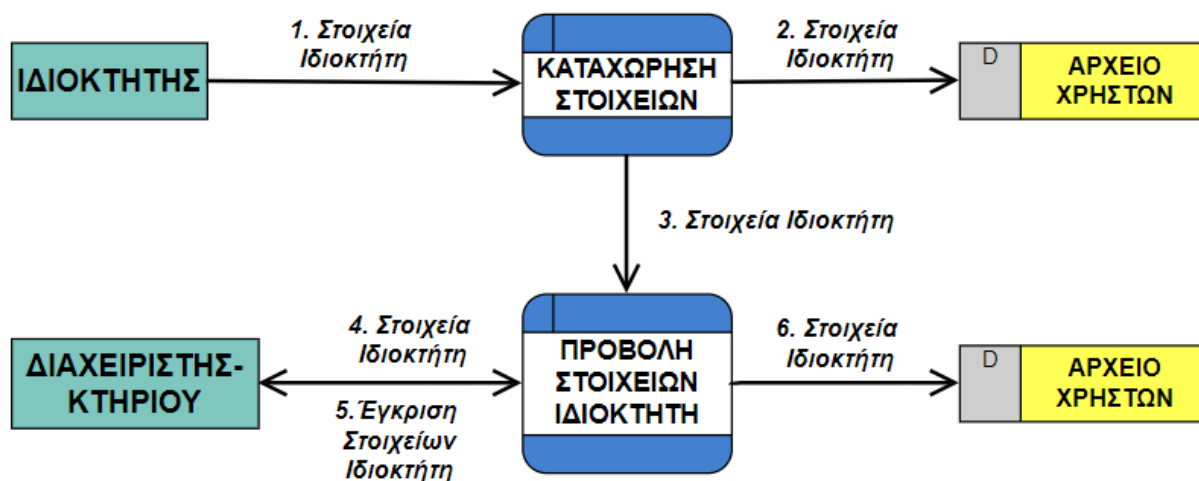 1. Στοιχεία
Ιδιοκτήτη
2. Στοιχεία
Ιδιοκτήτη
ΙΔΙΟΚΤΗΤΗΣ
ΚΑΤΑΧΩΡΗΣΗ
ΣΤΟΙΧΕΙΩΝ
D
ΑΡΧΕΙΟ
ΧΡΗΣΤΩΝ
3. Στοιχεία Ιδιοκτήτη
4. Στοιχεία
Ιδιοκτήτη
6. Στοιχεία
Ιδιοκτήτη
ΔΙΑΧΕΙΡΙΣΤΗΣ-
ΚΤΗΡΙΟΥ
ΠΡΟΒΟΛΗ
ΣΤΟΙΧΕΙΩΝ
ΙΔΙΟΚΤΗΤΗ
D
ΑΡΧΕΙΟ
ΧΡΗΣΤΩΝ
5. Έγκριση
Στοιχείων
Ιδιοκτήτη